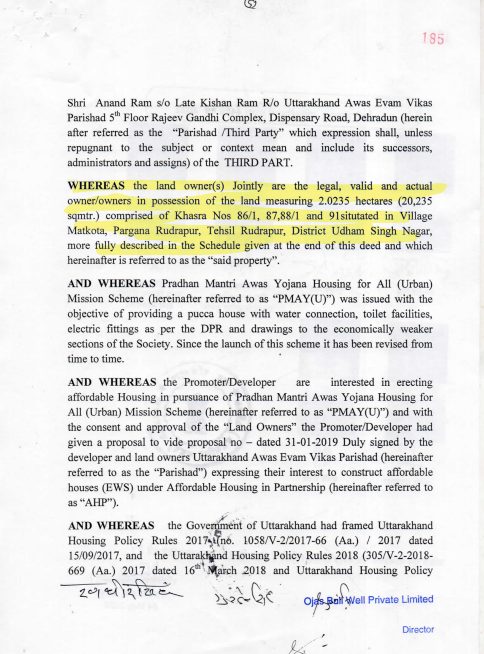 (5)
185
Shri Anand Ram s/o Late Kishan Ram R/o Uttarakhand Awas Evam Vikas
Parishad 5th Floor Rajeev Gandhi Complex, Dispensary Road, Dehradun (herein
after referred as the “Parishad /Third Party” which expression shall, unless
repugnant to the subject or context mean and include its successors,
administrators and assigns) of the THIRD PART.
WHEREAS the land owner(s) Jointly are the legal, valid and actual
owner/owners in possession of the land measuring 2.0235 hectares (20,235
sqmtr.) comprised of Khasra Nos 86/1, 87,88/1 and 91situtated in Village
Matkota, Pargana Rudrapur, Tehsil Rudrapur, District Udham Singh Nagar,
more fully described in the Schedule given at the end of this deed and which
hereinafter is referred to as the “said property”.
AND WHEREAS Pradhan Mantri Awas Yojana Housing for All (Urban)
Mission Scheme (hereinafter referred to as “PMAY(U)”) was issued with the
objective of providing a pucca house with water connection, toilet facilities,
electric fittings as per the DPR and drawings to the economically weaker
sections of the Society. Since the launch of this scheme it has been revised from
time to time.
AND WHEREAS the Promoter/Developer are interested in erecting
affordable Housing in pursuance of Pradhan Mantri Awas Yojana Housing for
All (Urban) Mission Scheme (hereinafter referred to as “PMAY(U)”) and with
the consent and approval of the “Land Owners” the Promoter/Developer had
given a proposal to vide proposal no – dated 31-01-2019 Duly signed by the
developer and land owners Uttarakhand Awas Evam Vikas Parishad (hereinafter
referred to as the “Parishad”) expressing their interest to construct affordable
houses (EWS) under Affordable Housing in Partnership (hereinafter referred to
as “AHP”).
AND WHEREAS the Government of Uttarakhand had framed Uttarakhand
Housing Policy Rules 2017 (no. 1058/V-2/2017-66 (Aa.) / 2017 dated
15/09/2017, and the Uttarakhand Housing Policy Rules 2018 (305/V-2-2018-
669 (Aa.) 2017 dated 16th March 2018 and Uttarakhand Housing Policy
Ojas Buil Well Private Limited
Director